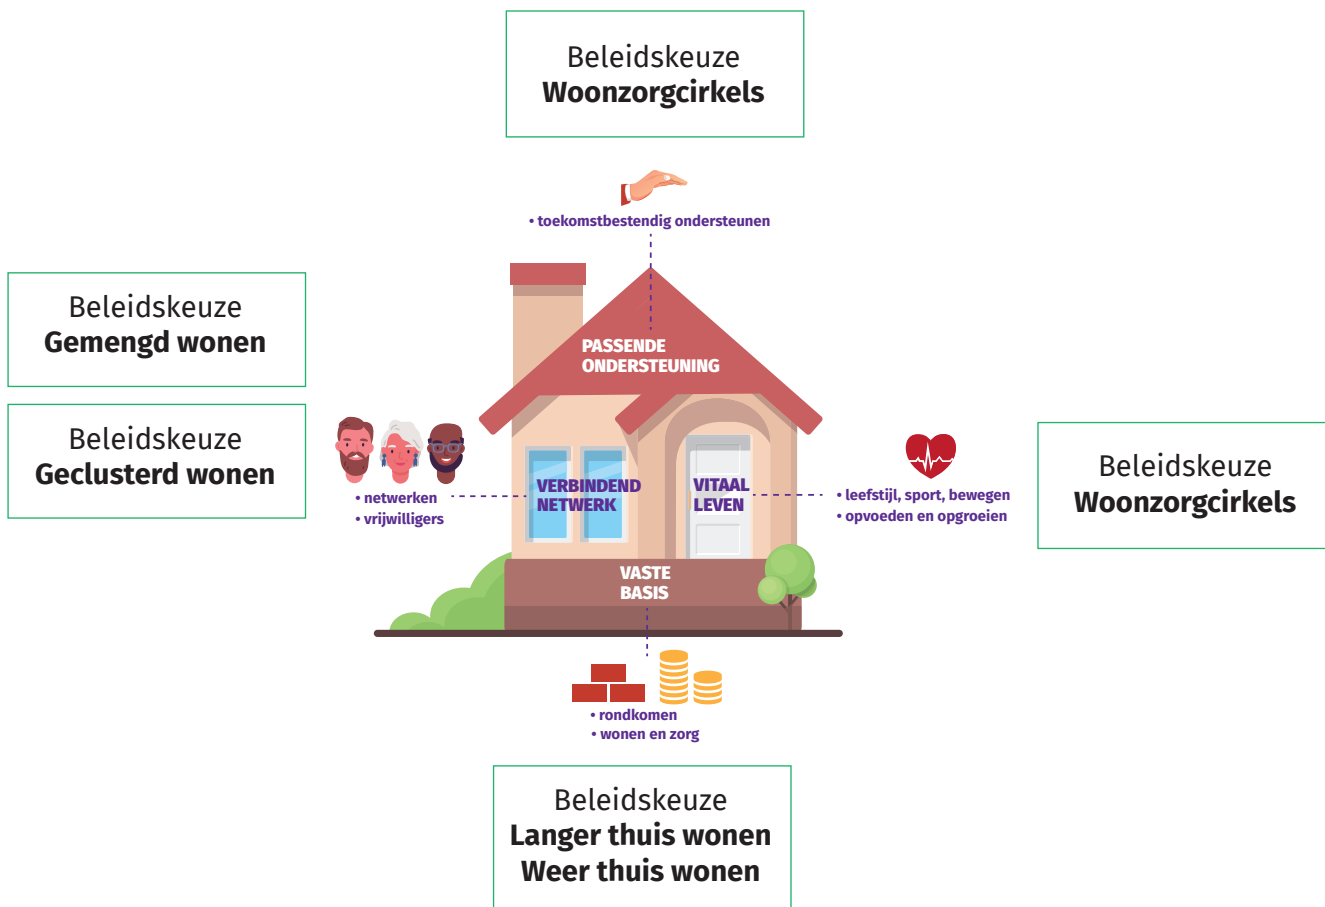 Beleidskeuze
Woonzorgcirkels
• toekomstbestendig ondersteunen
PASSENDE
ONDERSTEUNING
Beleidskeuze
Gemengd wonen
Beleidskeuze
Geclusterd wonen
• netwerken
• vrijwilligers
VERBINDEND
NETWERK
VITAAL
LEVEN
• leefstijl, sport, bewegen
• opvoeden en opgroeien
Beleidskeuze
Woonzorgcirkels
VASTE
BASIS
• rondkomen
• wonen en zorg
Beleidskeuze
Langer thuis wonen
Weer thuis wonen